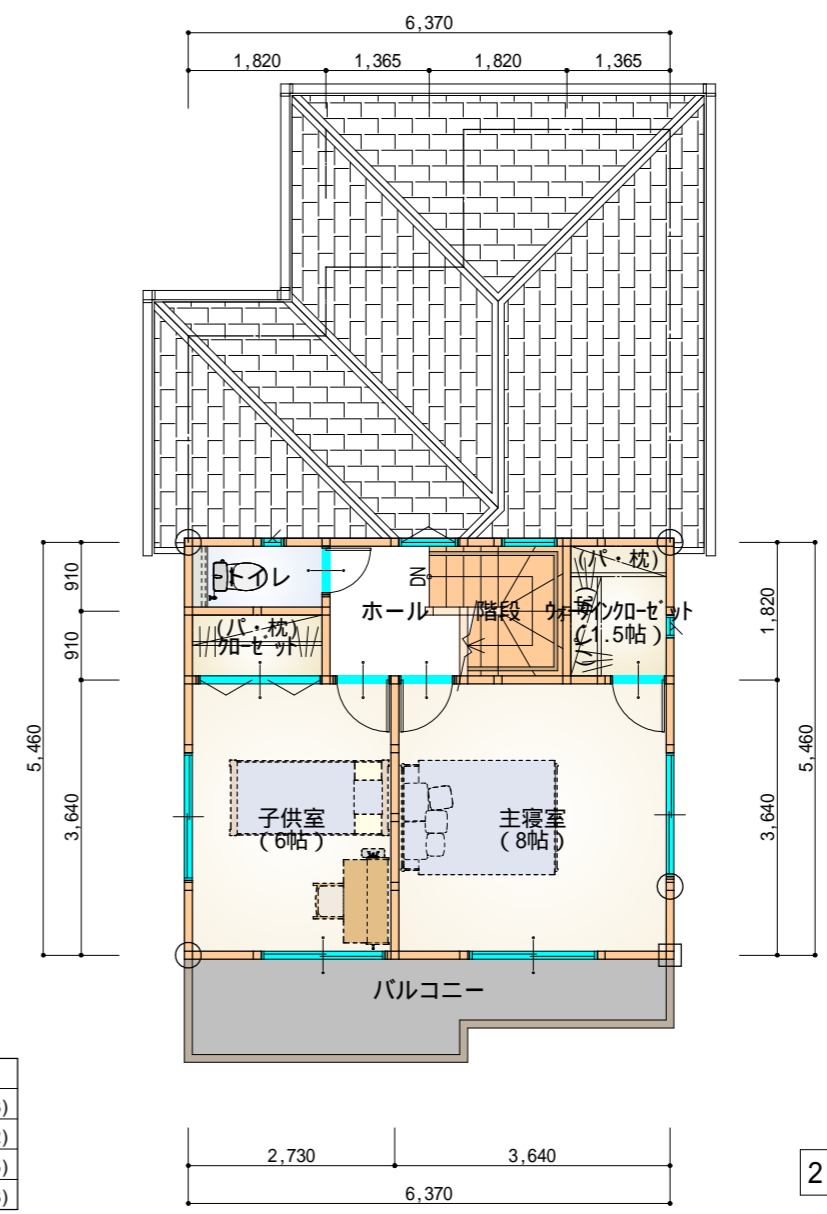 6,370
1,820
1,365
1,820
1,365
910
910
5,460
3,640
1,820
5,460
3,640
トイレ
(パ・枕)
クローゼット
ホール
DN
階段
(パ・枕)
ウォークインクローゼット
(1.5帖)
子供室
(6帖)
主寝室
(8帖)
バルコニー
2,730
3,640
6,370
2